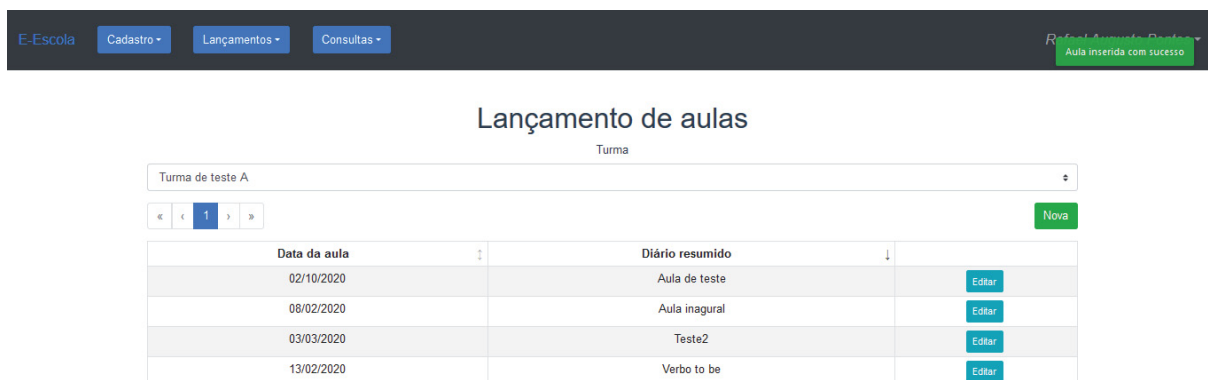 E-Escola Cadastro Lançamentos Consultas
Aula inserida com sucesso
Lançamento de aulas
Turma
Turma de teste A
« ‹ 1 › » Nova
Data da aula Diário resumido
02/10/2020 Aula de teste Editar
08/02/2020 Aula inagural Editar
03/03/2020 Teste2 Editar
13/02/2020 Verbo to be Editar